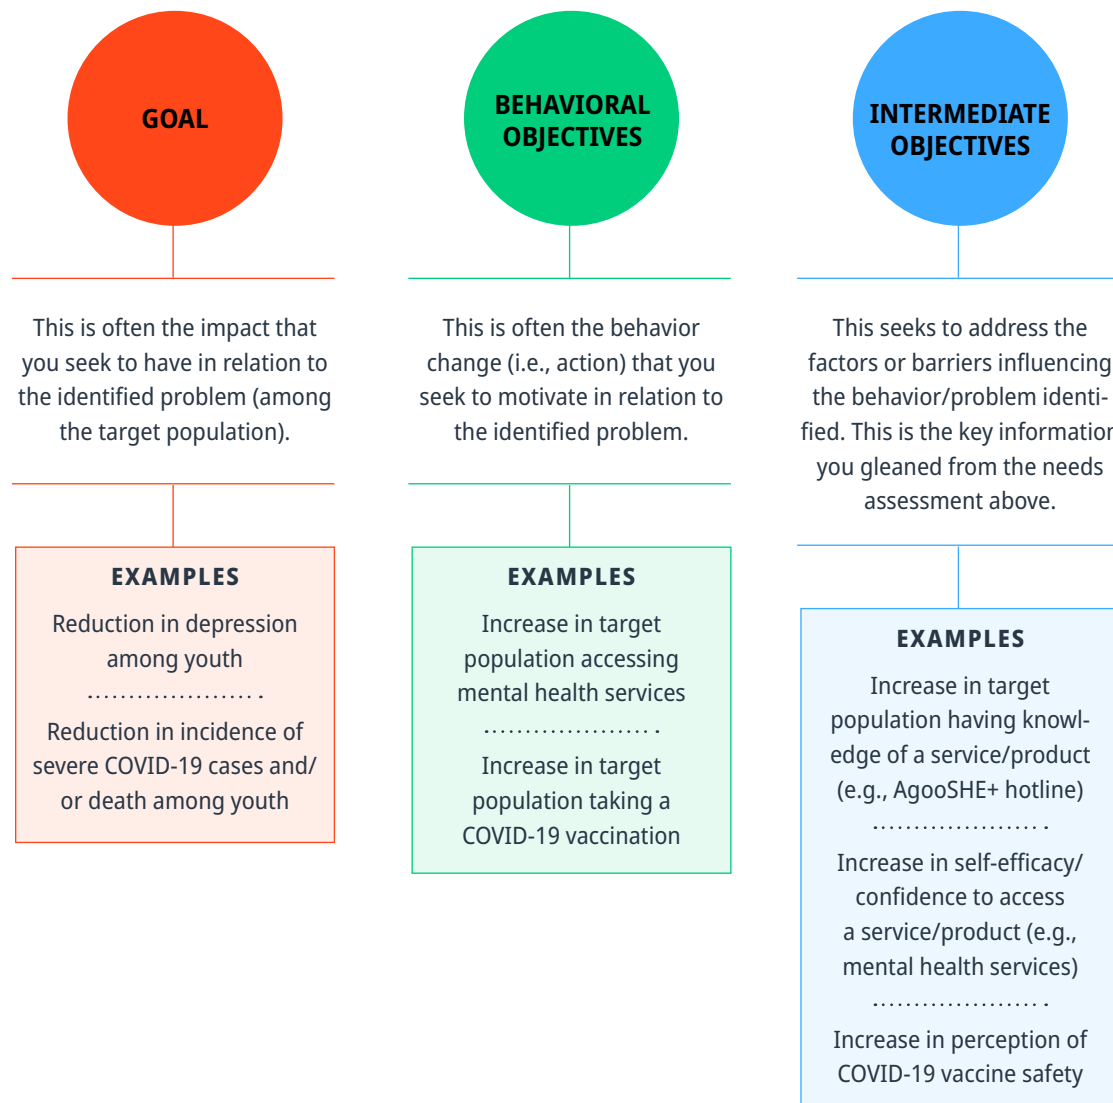 GOAL
This is often the impact that
you seek to have in relation to
the identified problem (among
the target population).
EXAMPLES
Reduction in depression
among youth
Reduction in incidence of
severe COVID-19 cases and/
or death among youth
BEHAVIORAL
OBJECTIVES
This is often the behavior
change (i.e., action) that you
seek to motivate in relation to
the identified problem.
EXAMPLES
Increase in target
population accessing
mental health services
Increase in target
population taking a
COVID-19 vaccination
INTERMEDIATE
OBJECTIVES
This seeks to address the
factors or barriers influencing
the behavior/problem identi-
fied. This is the key information
you gleaned from the needs
assessment above.
EXAMPLES
Increase in target
population having knowl-
edge of a service/product
(e.g., AgooSHE+ hotline)
Increase in self-efficacy/
confidence to access
a service/product (e.g.,
mental health services)
Increase in perception of
COVID-19 vaccine safety